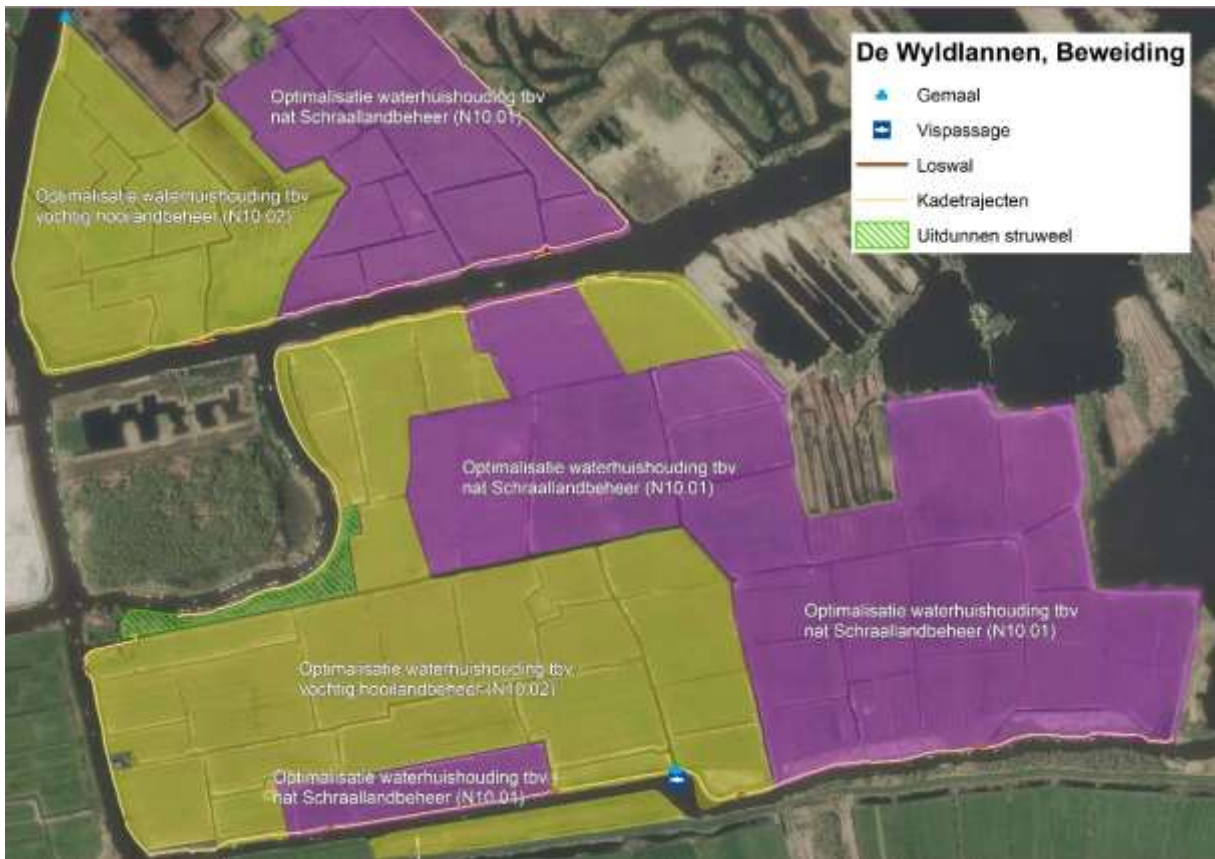 De Wyldlannen, Beweiding
Gemaal
Vispassage
Loswal
Kadetrajecten
Uitdunnen struweel
Optimalisatie waterhuishouding tbv
nat Schraallandbeheer (N10.01)
Optimalisatie waterhuishouding tbv
vochtig hooilandbeheer (N10.02)
Optimalisatie waterhuishouding tbv
nat Schraallandbeheer (N10.01)
Optimalisatie waterhuishouding tbv
nat Schraallandbeheer (N10.01)
Optimalisatie waterhuishouding tbv
vochtig hooilandbeheer (N10.02)
Optimalisatie waterhuishouding tbv
nat Schraallandbeheer (N10.01)